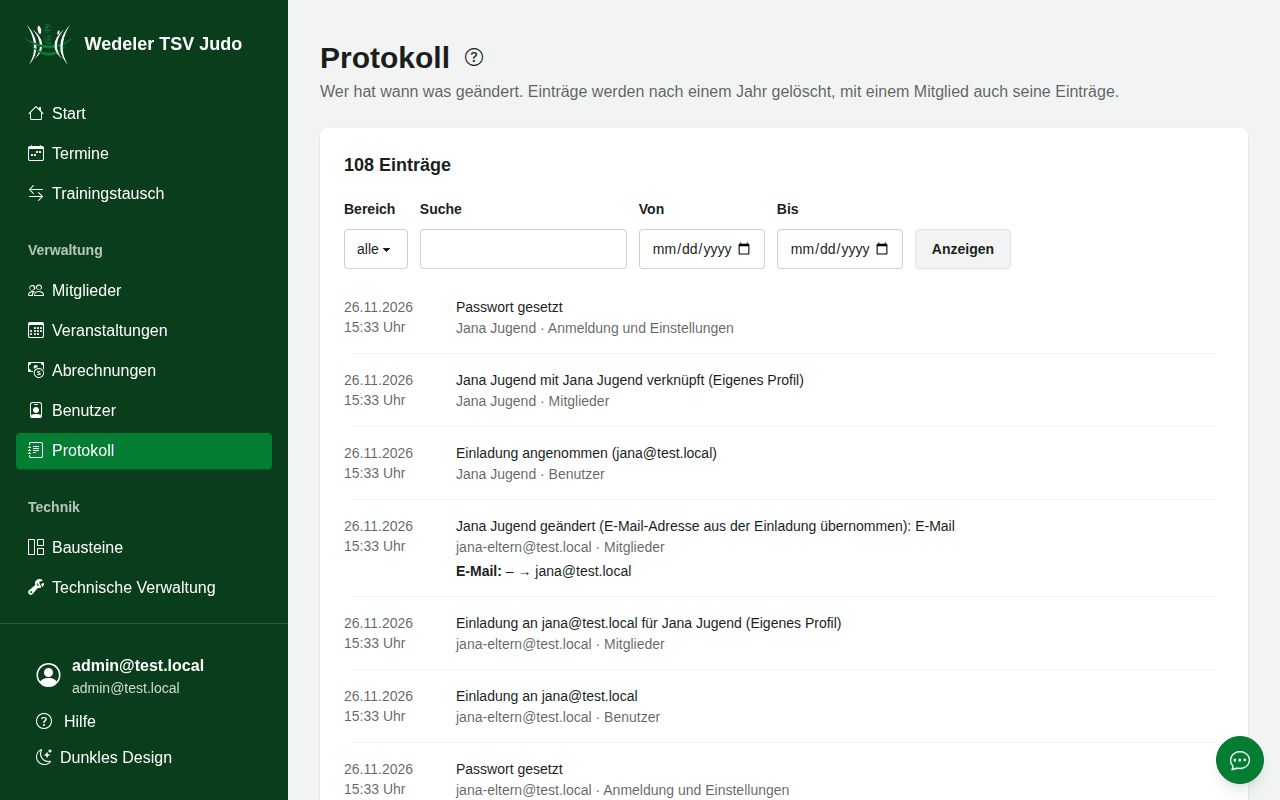 Wedeler TSV Judo
Start
Termine
Trainingstausch
Verwaltung
Mitglieder
Veranstaltungen
Abrechnungen
Benutzer
Protokoll
Technik
Bausteine
Technische Verwaltung
admin@test.local
admin@test.local
Hilfe
Dunkles Design
Protokoll
Wer hat wann was geändert. Einträge werden nach einem Jahr gelöscht, mit einem Mitglied auch seine Einträge.
108 Einträge
Bereich Suche Von Bis
alle mm/dd/yyyy mm/dd/yyyy Anzeigen
26.11.2026 Passwort gesetzt
15:33 Uhr Jana Jugend · Anmeldung und Einstellungen
26.11.2026 Jana Jugend mit Jana Jugend verknüpft (Eigenes Profil)
15:33 Uhr Jana Jugend · Mitglieder
26.11.2026 Einladung angenommen (jana@test.local)
15:33 Uhr Jana Jugend · Benutzer
26.11.2026 Jana Jugend geändert (E-Mail-Adresse aus der Einladung übernommen): E-Mail
15:33 Uhr jana-eltern@test.local · Mitglieder
E-Mail: – → jana@test.local
26.11.2026 Einladung an jana@test.local für Jana Jugend (Eigenes Profil)
15:33 Uhr jana-eltern@test.local · Mitglieder
26.11.2026 Einladung an jana@test.local
15:33 Uhr jana-eltern@test.local · Benutzer
26.11.2026 Passwort gesetzt
15:33 Uhr jana-eltern@test.local · Anmeldung und Einstellungen